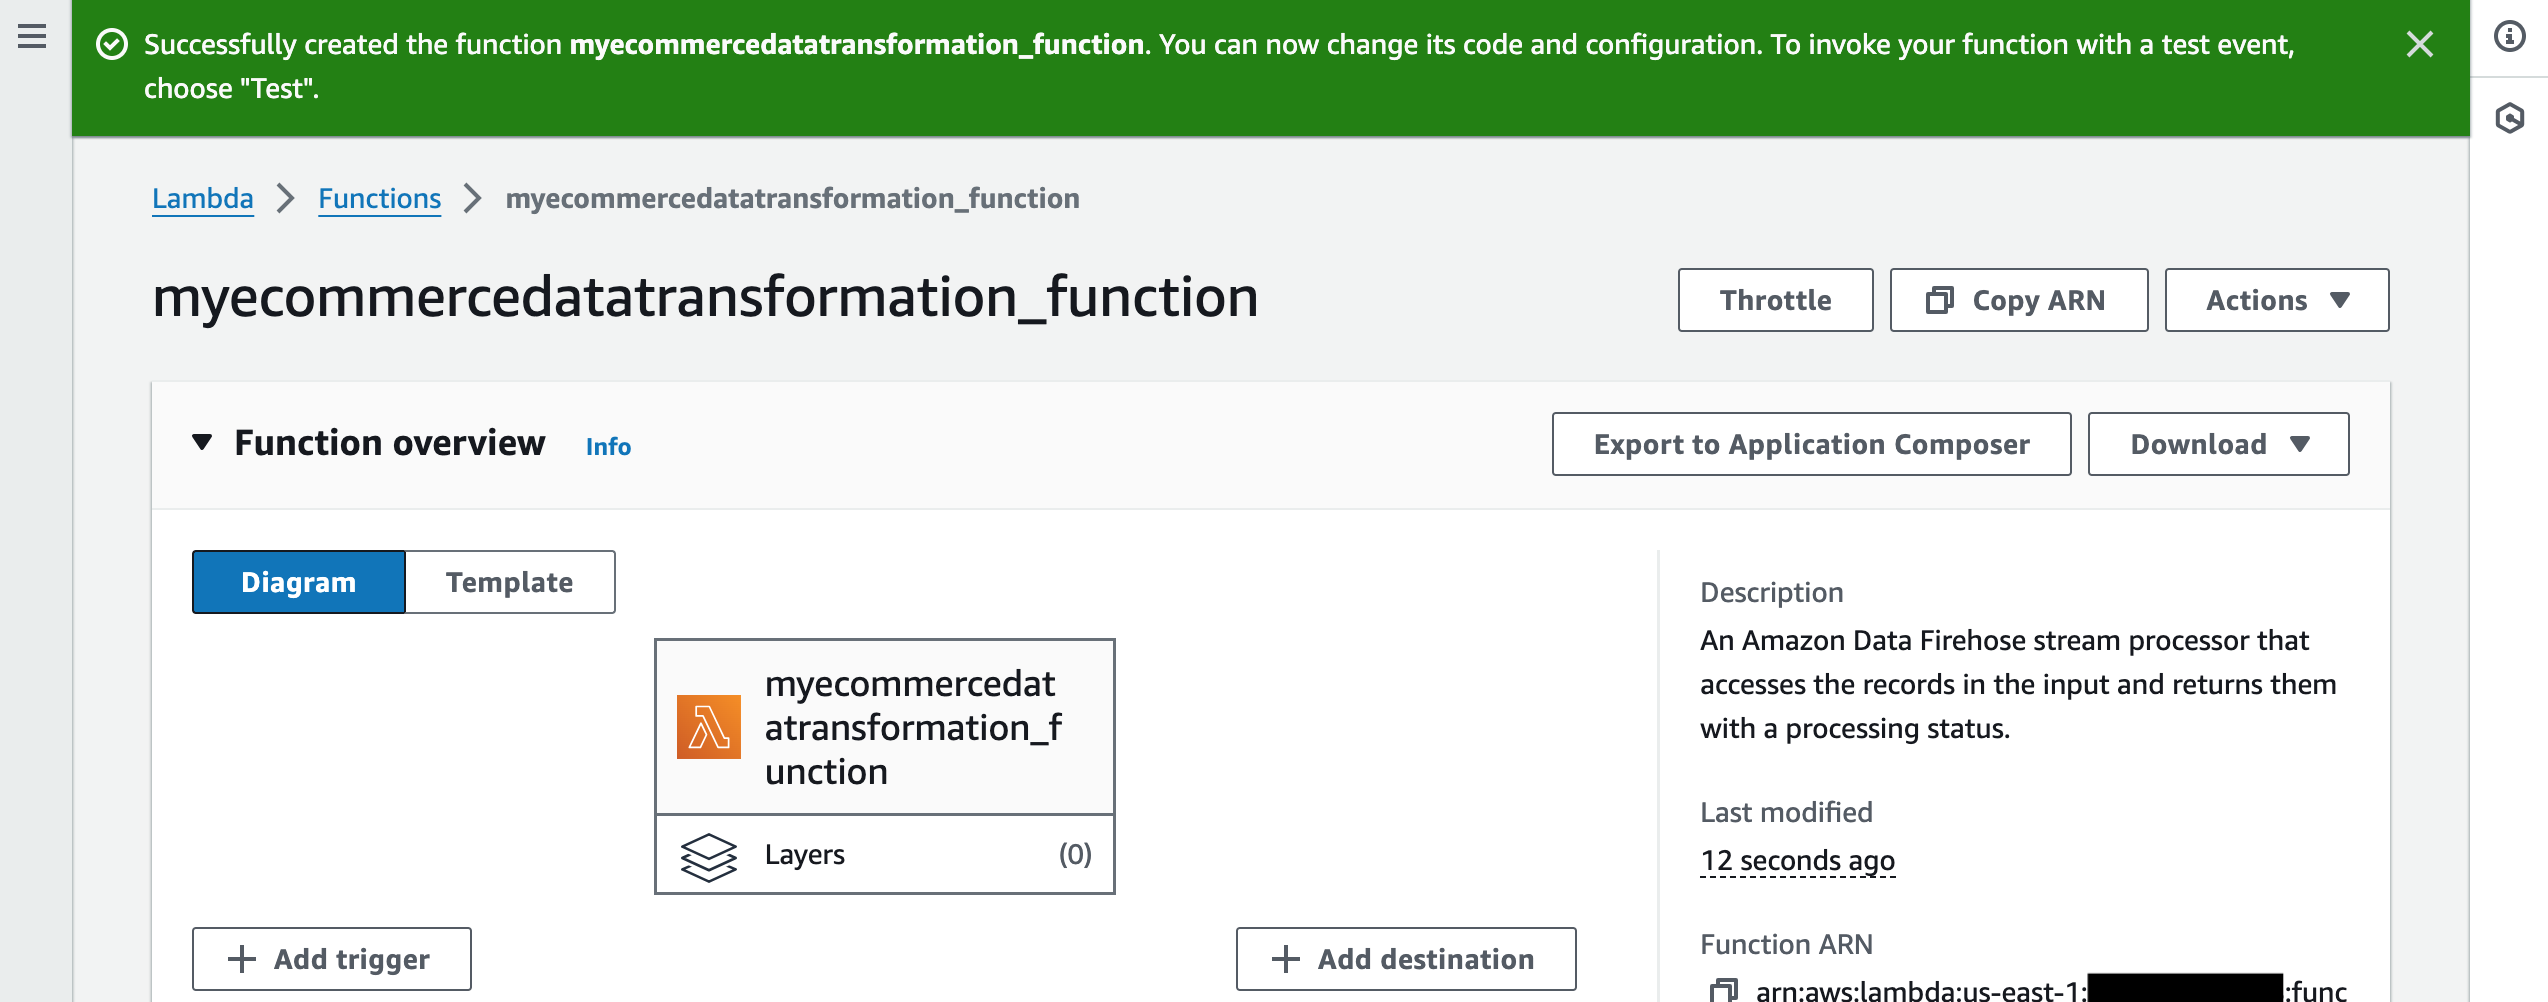 Successfully created the function myecommercedatatransformation_function. You can now change its code and configuration. To invoke your function with a test event,
choose "Test".
Lambda
Functions
myecommercedatatransformation_function
myecommercedatatransformation_function
Throttle
Copy ARN
Actions
Function overview
Info
Export to Application Composer
Download
Diagram
Template
myecommercedat
atransformation_f
unction
Layers
(0)
Add trigger
Add destination
Description
An Amazon Data Firehose stream processor that
accesses the records in the input and returns them
with a processing status.
Last modified
12 seconds ago
Function ARN
arn:aws:lambda:us-east-1: :func